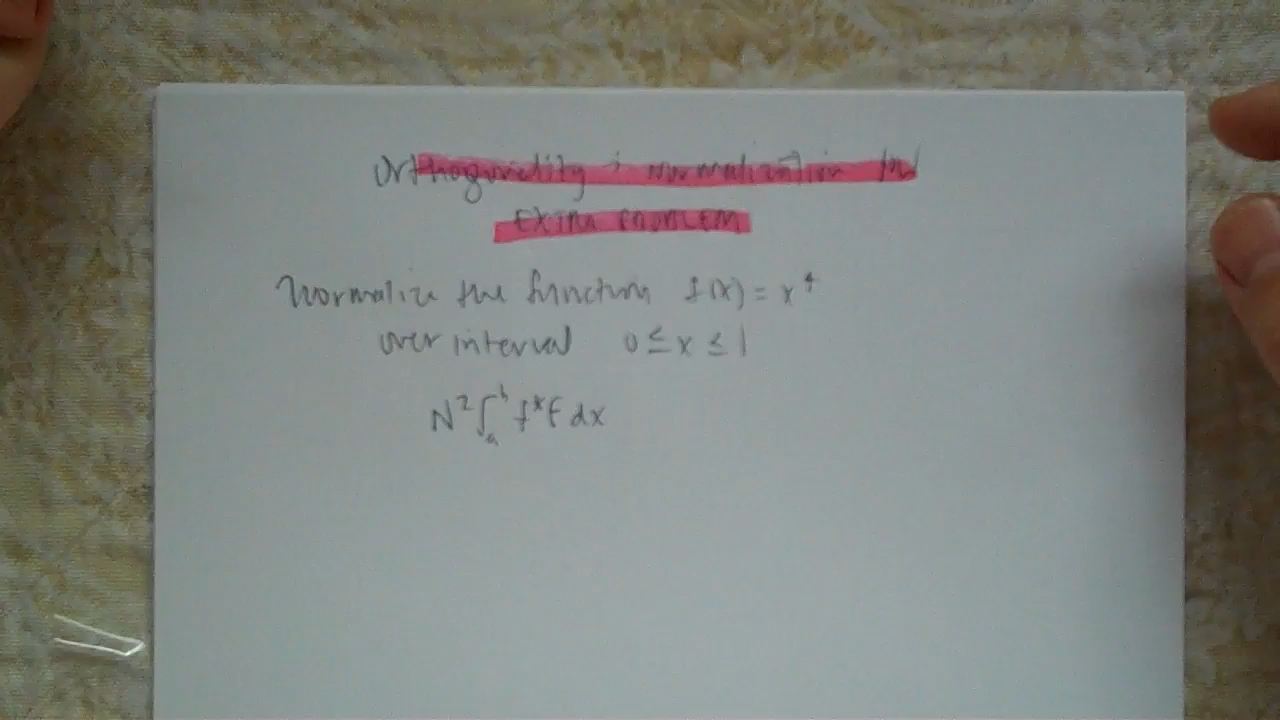 Orthogonality & normalization
EXTRA PROBLEM
Normalize the function f(x) = x⁴
over interval 0 ≤ x ≤ 1
N² ∫ₐᵇ f*f dx